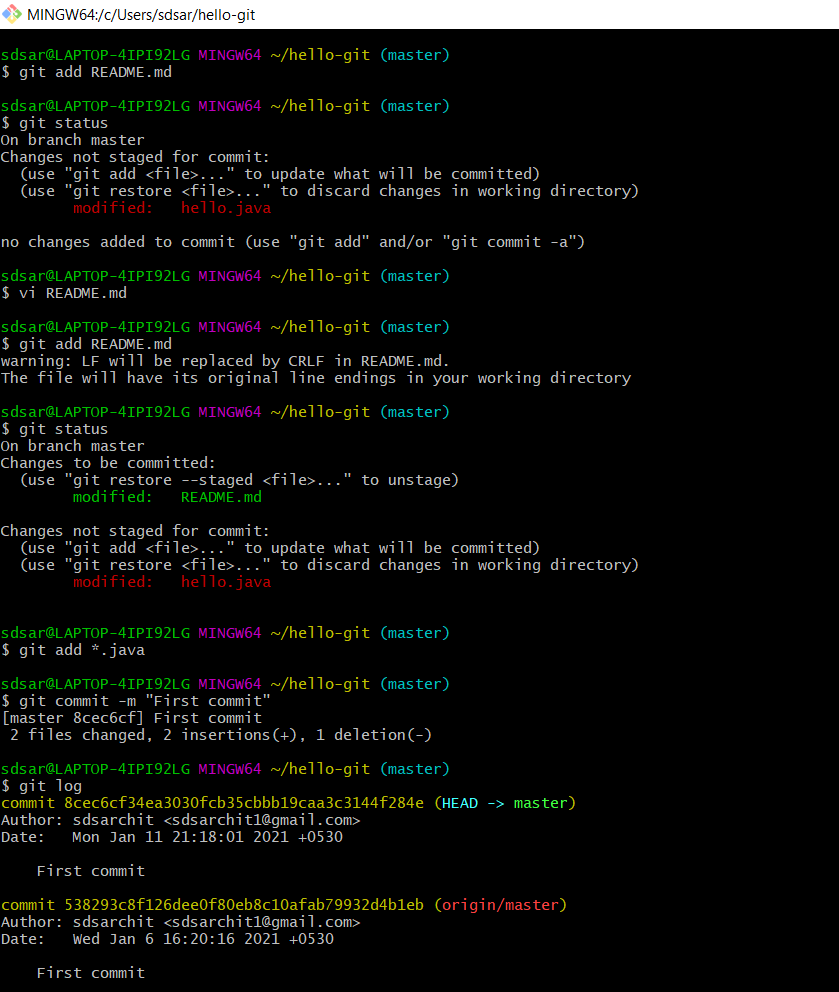 MINGW64:/c/Users/sdsar/hello-git
sdsar@LAPTOP-4IPI92LG MINGW64 ~/hello-git (master)
$ git add README.md
sdsar@LAPTOP-4IPI92LG MINGW64 ~/hello-git (master)
$ git status
On branch master
Changes not staged for commit:
  (use "git add <file>..." to update what will be committed)
  (use "git restore <file>..." to discard changes in working directory)
        modified:   hello.java
no changes added to commit (use "git add" and/or "git commit -a")
sdsar@LAPTOP-4IPI92LG MINGW64 ~/hello-git (master)
$ vi README.md
sdsar@LAPTOP-4IPI92LG MINGW64 ~/hello-git (master)
$ git add README.md
warning: LF will be replaced by CRLF in README.md.
The file will have its original line endings in your working directory
sdsar@LAPTOP-4IPI92LG MINGW64 ~/hello-git (master)
$ git status
On branch master
Changes to be committed:
  (use "git restore --staged <file>..." to unstage)
        modified:   README.md
Changes not staged for commit:
  (use "git add <file>..." to update what will be committed)
  (use "git restore <file>..." to discard changes in working directory)
        modified:   hello.java
sdsar@LAPTOP-4IPI92LG MINGW64 ~/hello-git (master)
$ git add *.java
sdsar@LAPTOP-4IPI92LG MINGW64 ~/hello-git (master)
$ git commit -m "First commit"
[master 8cec6cf] First commit
 2 files changed, 2 insertions(+), 1 deletion(-)
sdsar@LAPTOP-4IPI92LG MINGW64 ~/hello-git (master)
$ git log
commit 8cec6cf34ea3030fcb35cbbb19caa3c3144f284e (HEAD -> master)
Author: sdsarchit <sdsarchit1@gmail.com>
Date:   Mon Jan 11 21:18:01 2021 +0530
    First commit
commit 538293c8f126dee0f80eb8c10afab79932d4b1eb (origin/master)
Author: sdsarchit <sdsarchit1@gmail.com>
Date:   Wed Jan 6 16:20:16 2021 +0530
    First commit